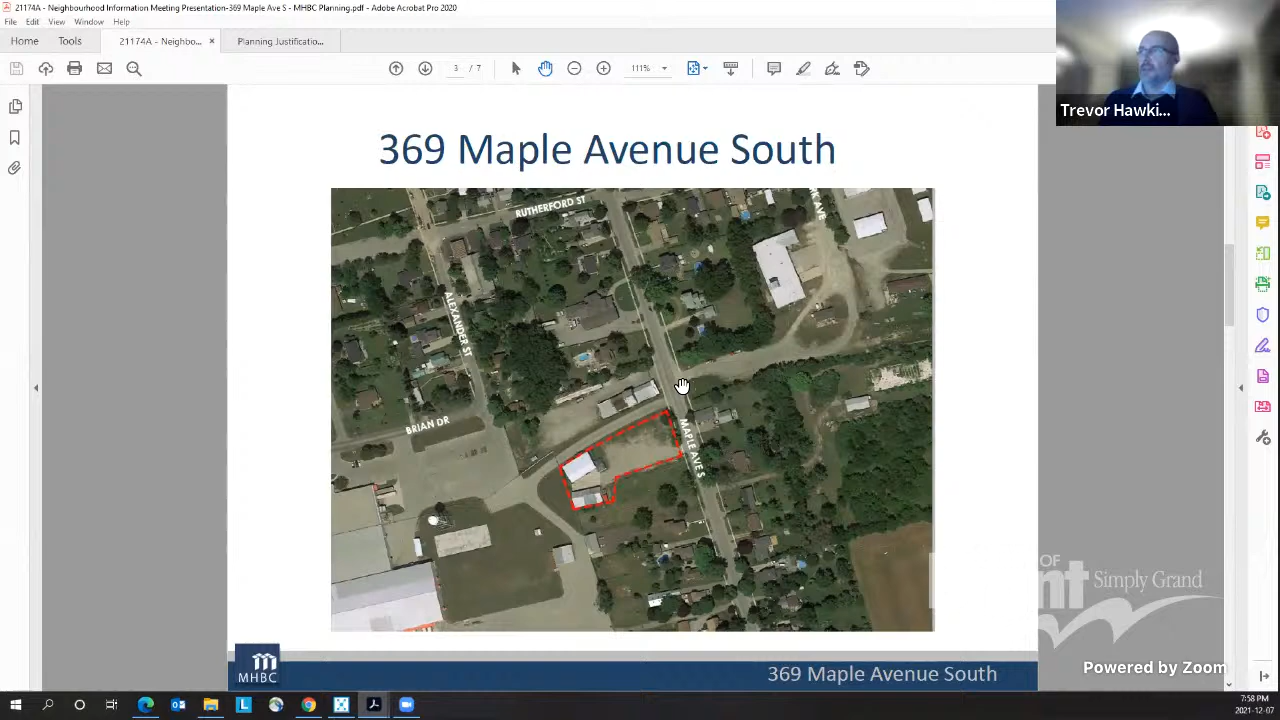 21174A - Neighbourhood Information Meeting Presentation-369 Maple Ave S - MHBC Planning.pdf - Adobe Acrobat Pro 2020
File Edit View Window Help
Home Tools 21174A - Neighbo... × Planning Justificatio...
3 / 7 111%
Trevor Hawki...
369 Maple Avenue South
RUTHERFORD ST
ALEXANDER ST
BRIAN DR
MAPLE AVE S
OF
Simply Grand
MHBC
369 Maple Avenue South
Powered by Zoom
7:58 PM
2021-12-07